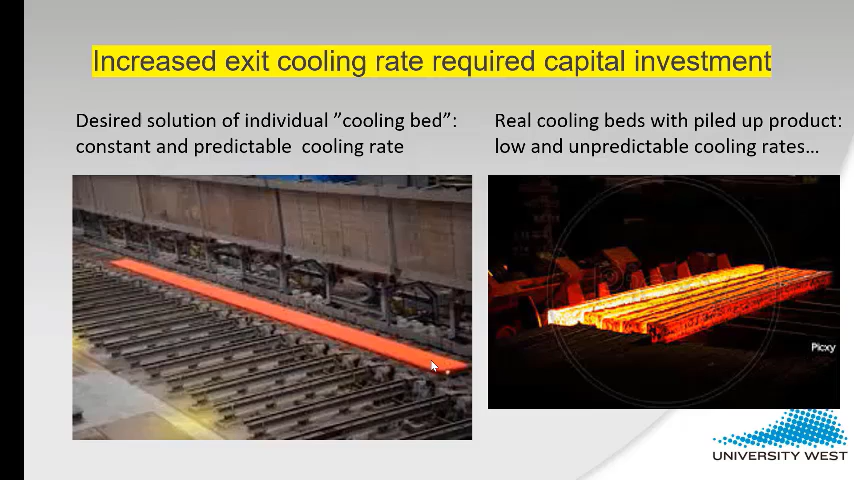 Increased exit cooling rate required capital investment
Desired solution of individual ”cooling bed”:
constant and predictable cooling rate
Real cooling beds with piled up product:
low and unpredictable cooling rates...
Picxy
UNIVERSITY WEST